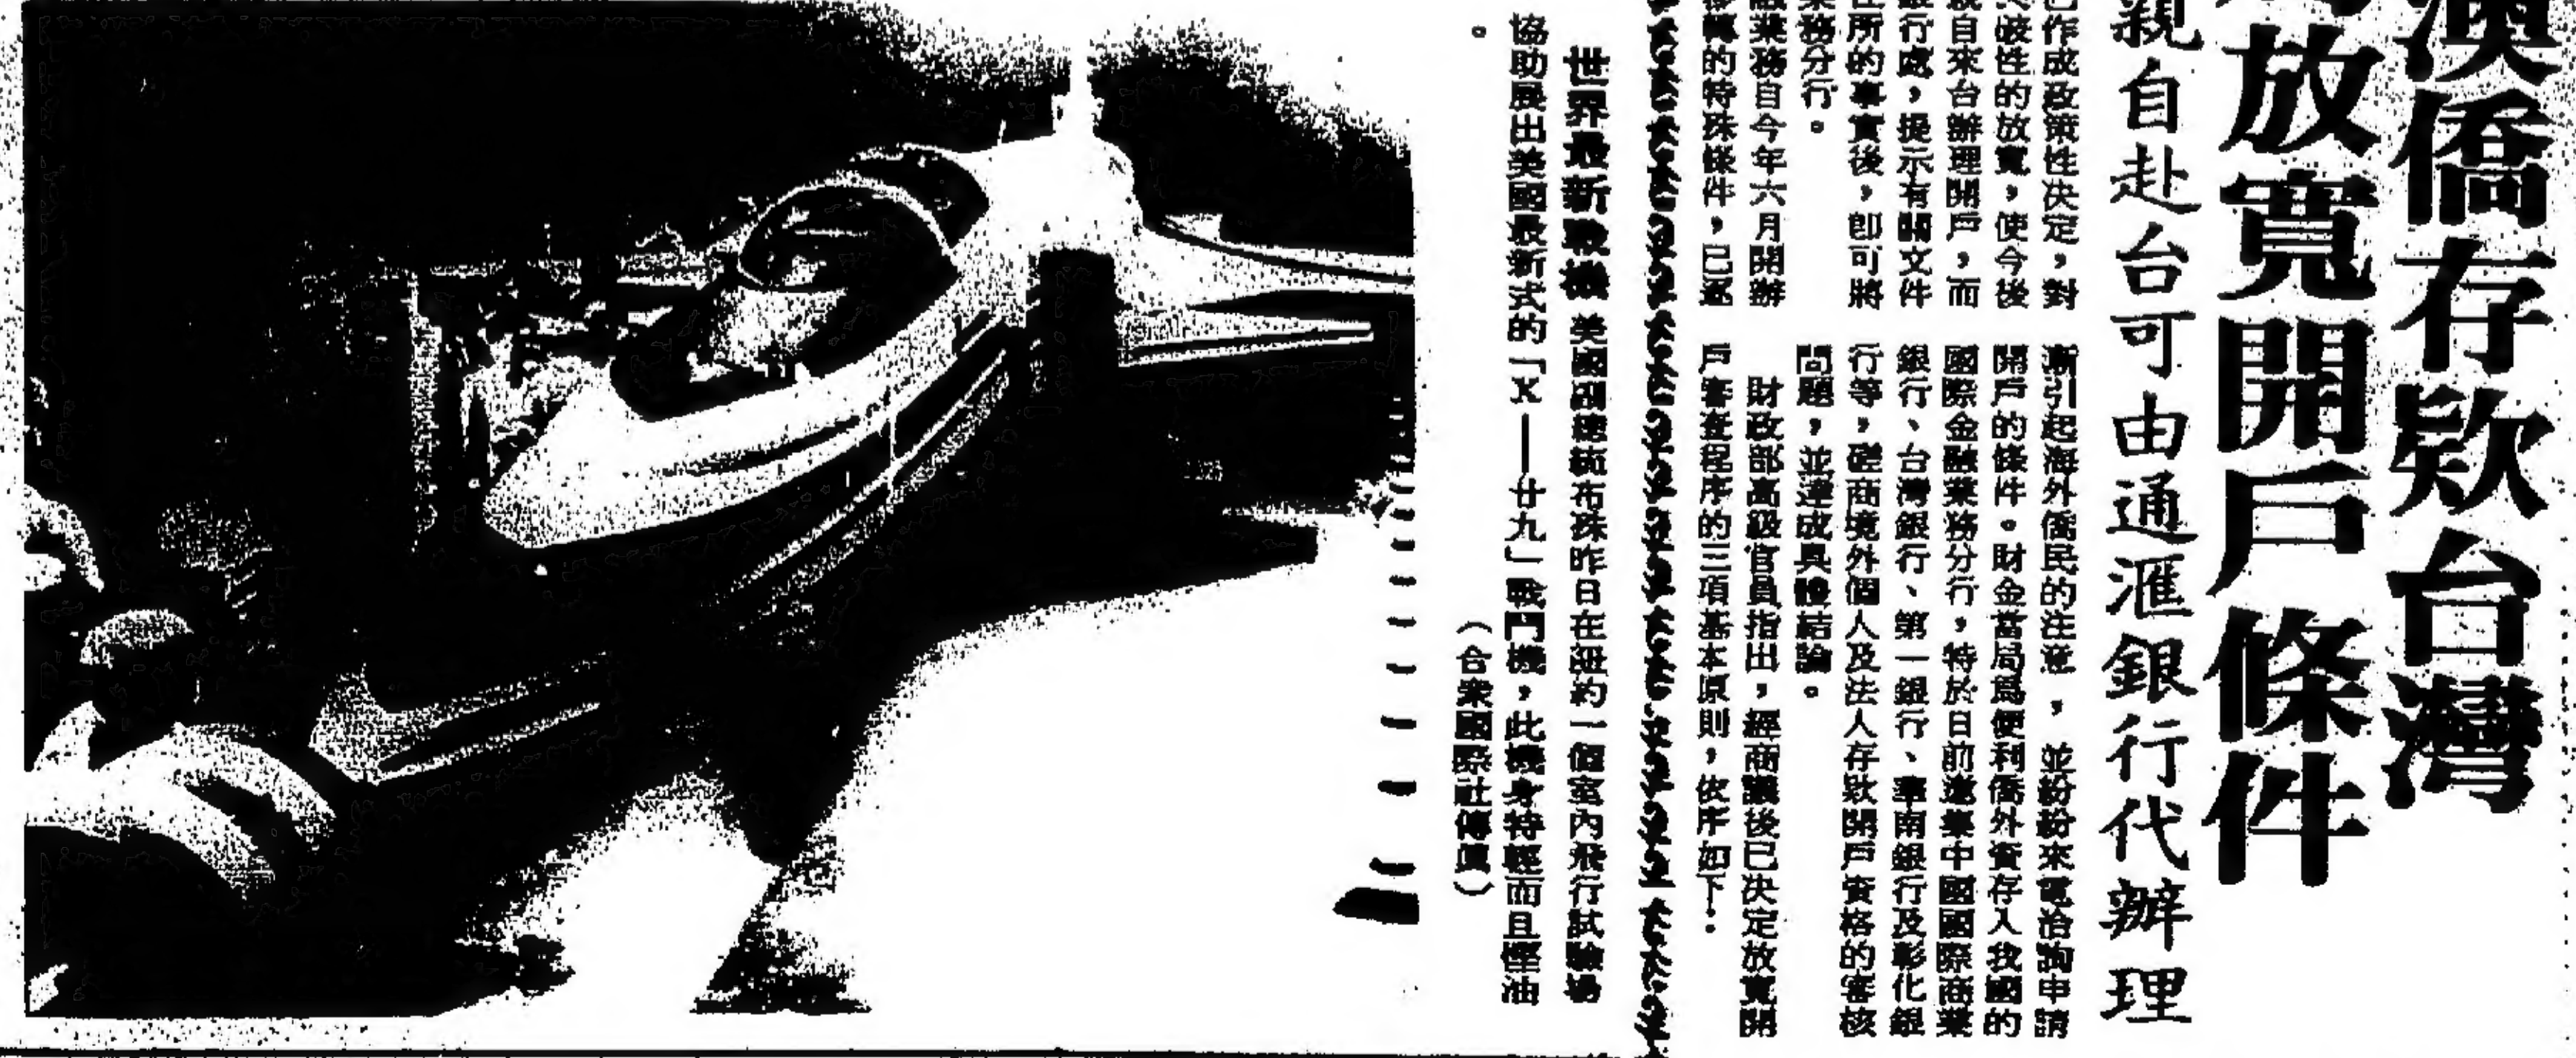 澳僑存欵台灣
放寬開戶條件
親自赴台可由通滙銀行代辦理
已作成政策性決定，對
破性的放寬，使今後
親自來台辦理開戶，而
銀行處，提示有關文件
住所的事實後，卽可將
業務分行。
融業務自今年六月開辦
的特殊條件，已逐
漸引起海外僑民的注意，並紛紛來電洽詢申請
開戶的條件。財金當局爲便利僑外資存入我國的
國際金融業務分行，特於日前邀集中國國際商業
銀行、台灣銀行、第一銀行、華南銀行及彰化銀
行等，磋商境外個人及法人存欵開戶資格的審核
問題，並達成具體結論。
財政部高級官員指出，經商議後已決定放寬開
戶審查程序的三項基本原則，依序如下：
世界最新戰機 美國副總統布殊昨日在紐約一個室內飛行試驗場
協助展出美國最新式的「X—廿九」戰鬥機，此機身特輕而且慳油
。
（合衆國際社傳眞）